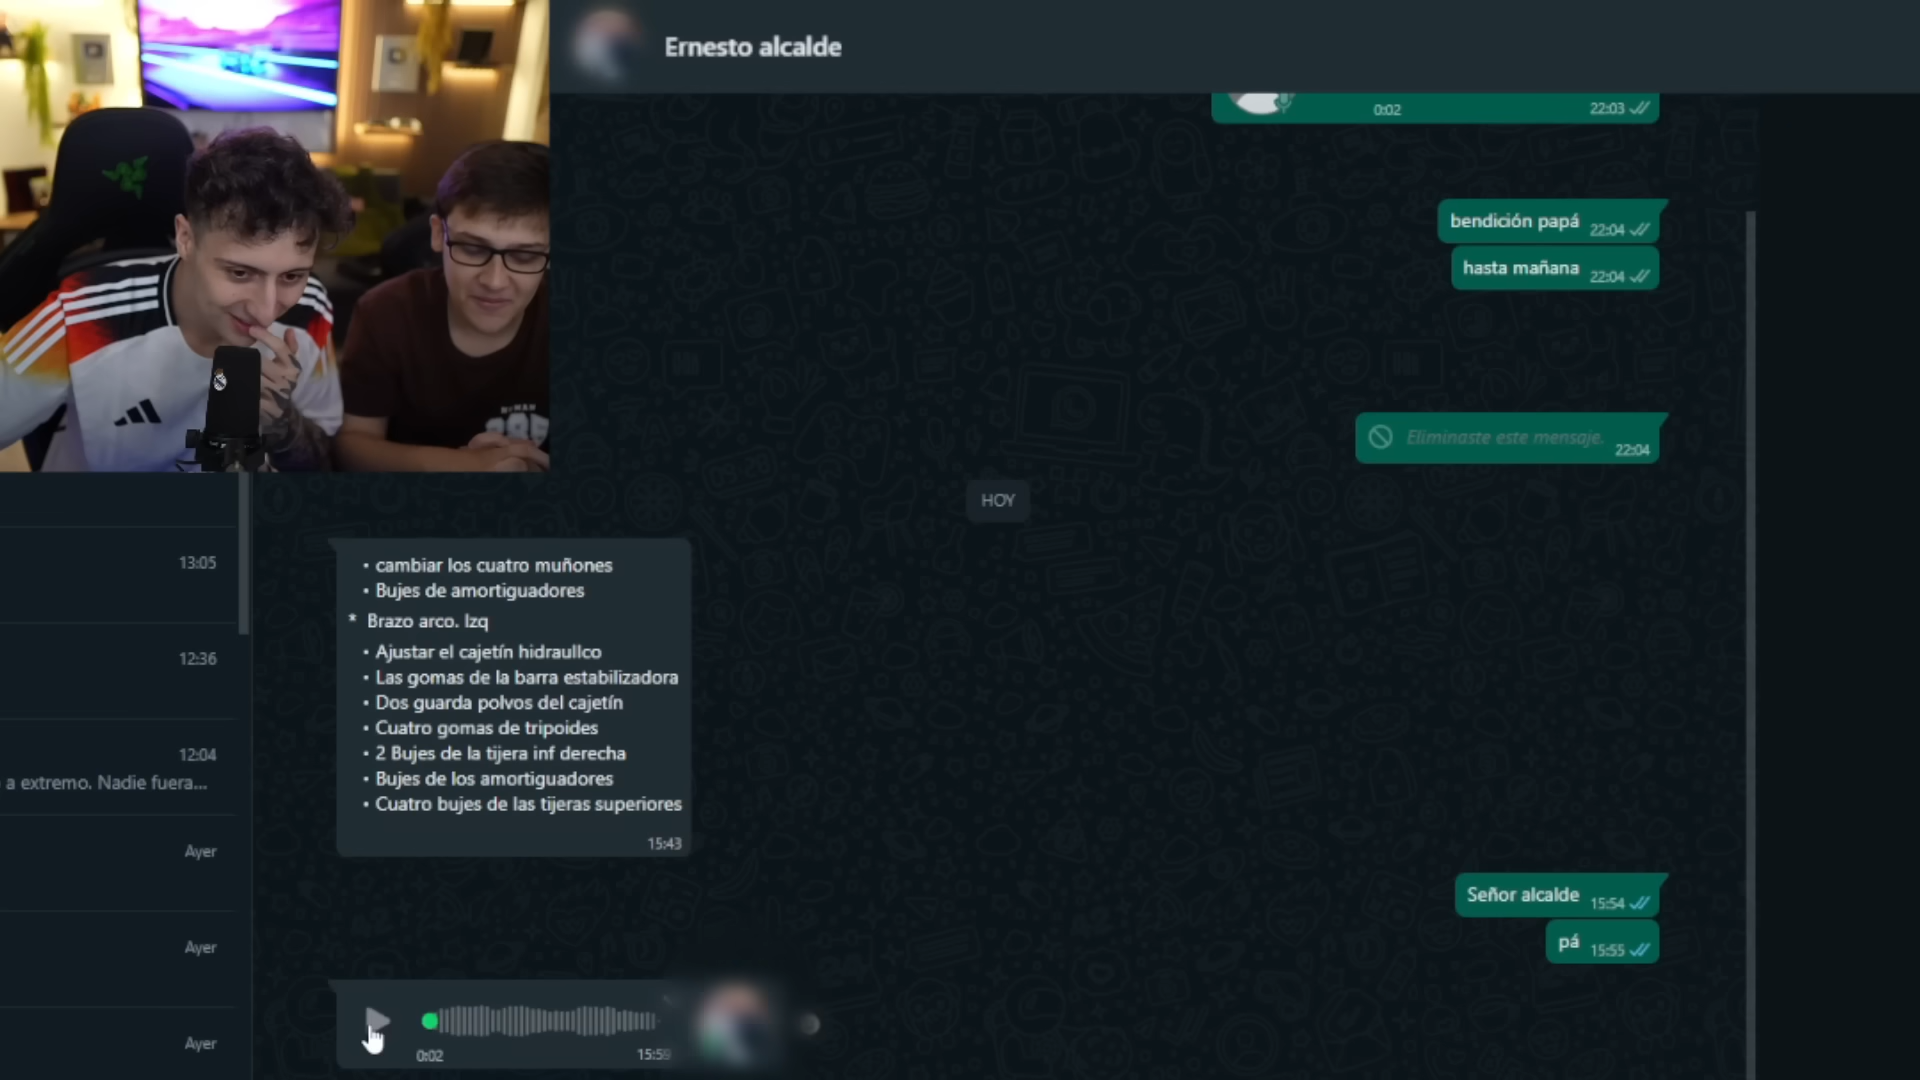 Ernesto alcalde
0:02
22:03
bendición papá 22:04
hasta mañana 22:04
Eliminaste este mensaje. 22:04
HOY
13:05
12:36
12:04
a extremo. Nadie fuera...
Ayer
Ayer
Ayer
• cambiar los cuatro muñones
• Bujes de amortiguadores
* Brazo arco. Izq
• Ajustar el cajetín hidraullco
• Las gomas de la barra estabilizadora
• Dos guarda polvos del cajetín
• Cuatro gomas de tripoides
• 2 Bujes de la tijera inf derecha
• Bujes de los amortiguadores
• Cuatro bujes de las tijeras superiores
15:43
Señor alcalde 15:54
pá 15:55
0:02
15:59